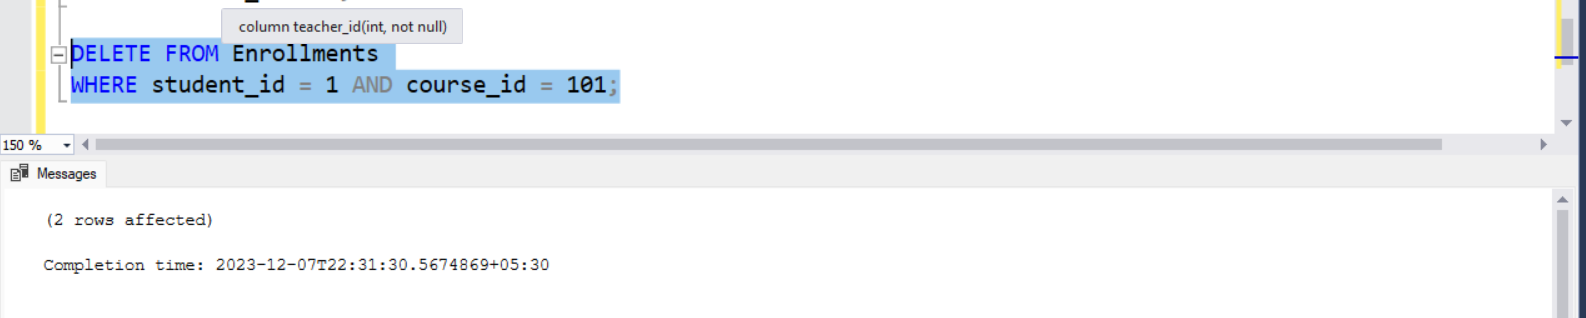 column teacher_id(int, not null)
DELETE FROM Enrollments
WHERE student_id = 1 AND course_id = 101;
150 %
Messages
(2 rows affected)
Completion time: 2023-12-07T22:31:30.5674869+05:30